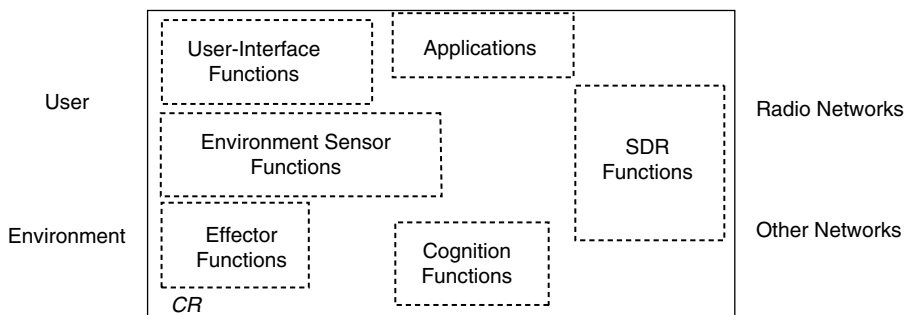 User-Interface
Functions
Applications
User
Radio Networks
Environment Sensor
Functions
SDR
Functions
Environment
Effector
Functions
Cognition
Functions
Other Networks
CR